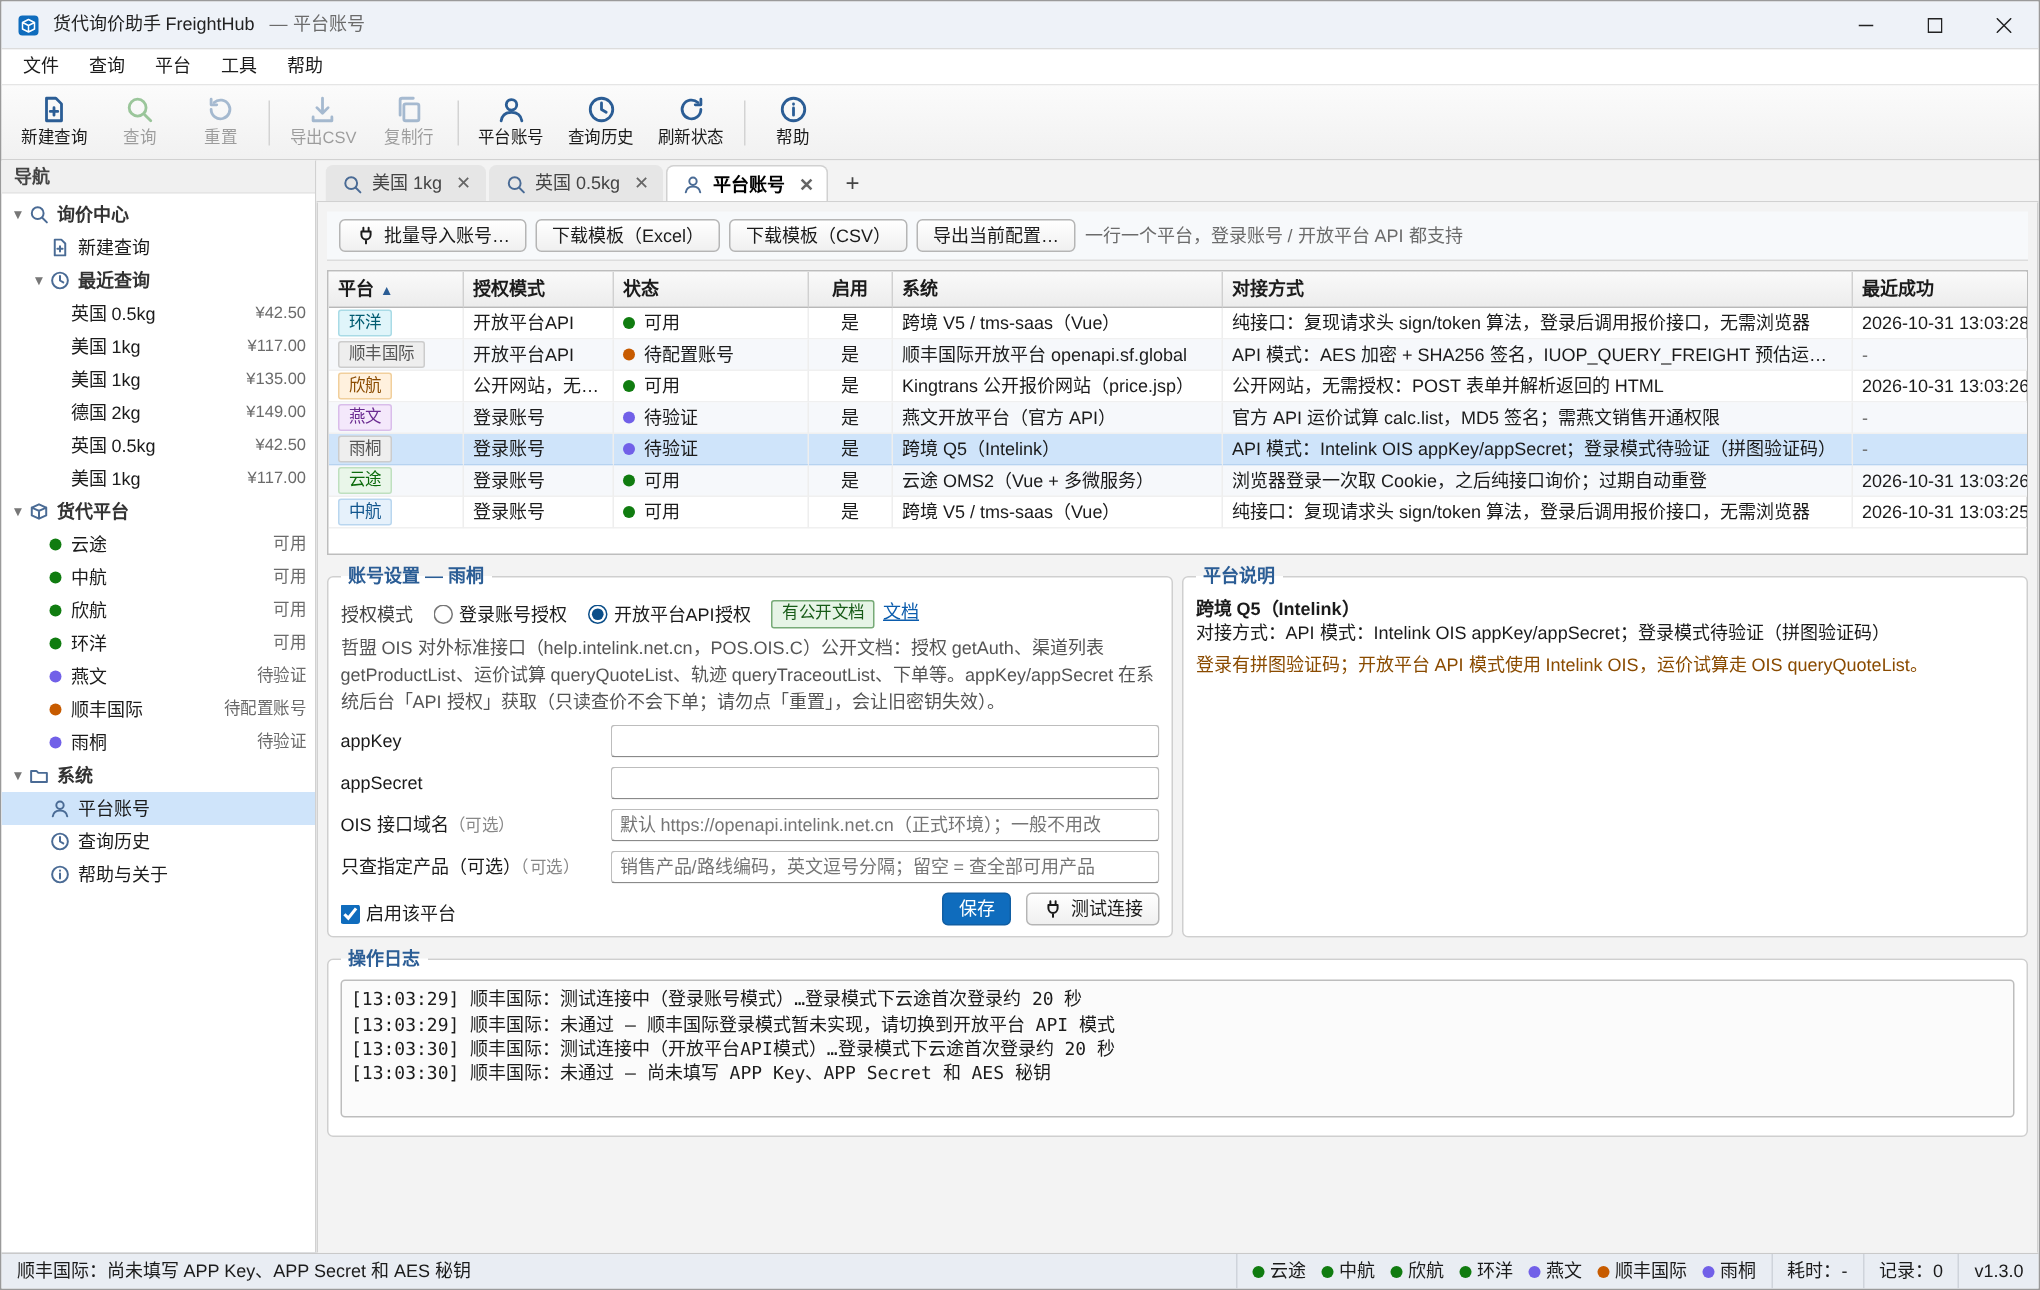 货代询价助手 FreightHub — 平台账号
文件 查询 平台 工具 帮助
新建查询 查询 重置 导出CSV 复制行 平台账号 查询历史 刷新状态 帮助
导航
询价中心
新建查询
最近查询
英国 0.5kg ¥42.50
美国 1kg ¥117.00
美国 1kg ¥135.00
德国 2kg ¥149.00
英国 0.5kg ¥42.50
美国 1kg ¥117.00
货代平台
云途 可用
中航 可用
欣航 可用
环洋 可用
燕文 待验证
顺丰国际 待配置账号
雨桐 待验证
系统
平台账号
查询历史
帮助与关于
美国 1kg 英国 0.5kg 平台账号 +
批量导入账号… 下载模板（Excel） 下载模板（CSV） 导出当前配置… 一行一个平台，登录账号 / 开放平台 API 都支持
平台 ▲ 授权模式 状态 启用 系统 对接方式 最近成功
环洋 开放平台API 可用 是 跨境 V5 / tms-saas（Vue） 纯接口：复现请求头 sign/token 算法，登录后调用报价接口，无需浏览器 2026-10-31 13:03:28
顺丰国际 开放平台API 待配置账号 是 顺丰国际开放平台 openapi.sf.global API 模式：AES 加密 + SHA256 签名，IUOP_QUERY_FREIGHT 预估运… -
欣航 公开网站，无… 可用 是 Kingtrans 公开报价网站（price.jsp） 公开网站，无需授权：POST 表单并解析返回的 HTML 2026-10-31 13:03:26
燕文 登录账号 待验证 是 燕文开放平台（官方 API） 官方 API 运价试算 calc.list，MD5 签名；需燕文销售开通权限 -
雨桐 登录账号 待验证 是 跨境 Q5（Intelink） API 模式：Intelink OIS appKey/appSecret；登录模式待验证（拼图验证码） -
云途 登录账号 可用 是 云途 OMS2（Vue + 多微服务） 浏览器登录一次取 Cookie，之后纯接口询价；过期自动重登 2026-10-31 13:03:26
中航 登录账号 可用 是 跨境 V5 / tms-saas（Vue） 纯接口：复现请求头 sign/token 算法，登录后调用报价接口，无需浏览器 2026-10-31 13:03:25
账号设置 — 雨桐
授权模式 登录账号授权 开放平台API授权 有公开文档 文档
哲盟 OIS 对外标准接口（help.intelink.net.cn，POS.OIS.C）公开文档：授权 getAuth、渠道列表
getProductList、运价试算 queryQuoteList、轨迹 queryTraceoutList、下单等。appKey/appSecret 在系
统后台「API 授权」获取（只读查价不会下单；请勿点「重置」，会让旧密钥失效）。
appKey
appSecret
OIS 接口域名（可选） 默认 https://openapi.intelink.net.cn（正式环境）；一般不用改
只查指定产品（可选）（可选） 销售产品/路线编码，英文逗号分隔；留空 = 查全部可用产品
启用该平台 保存 测试连接
平台说明
跨境 Q5（Intelink）
对接方式：API 模式：Intelink OIS appKey/appSecret；登录模式待验证（拼图验证码）
登录有拼图验证码；开放平台 API 模式使用 Intelink OIS，运价试算走 OIS queryQuoteList。
操作日志
[13:03:29] 顺丰国际：测试连接中（登录账号模式）…登录模式下云途首次登录约 20 秒
[13:03:29] 顺丰国际：未通过 — 顺丰国际登录模式暂未实现，请切换到开放平台 API 模式
[13:03:30] 顺丰国际：测试连接中（开放平台API模式）…登录模式下云途首次登录约 20 秒
[13:03:30] 顺丰国际：未通过 — 尚未填写 APP Key、APP Secret 和 AES 秘钥
顺丰国际：尚未填写 APP Key、APP Secret 和 AES 秘钥 云途 中航 欣航 环洋 燕文 顺丰国际 雨桐 耗时：- 记录：0 v1.3.0